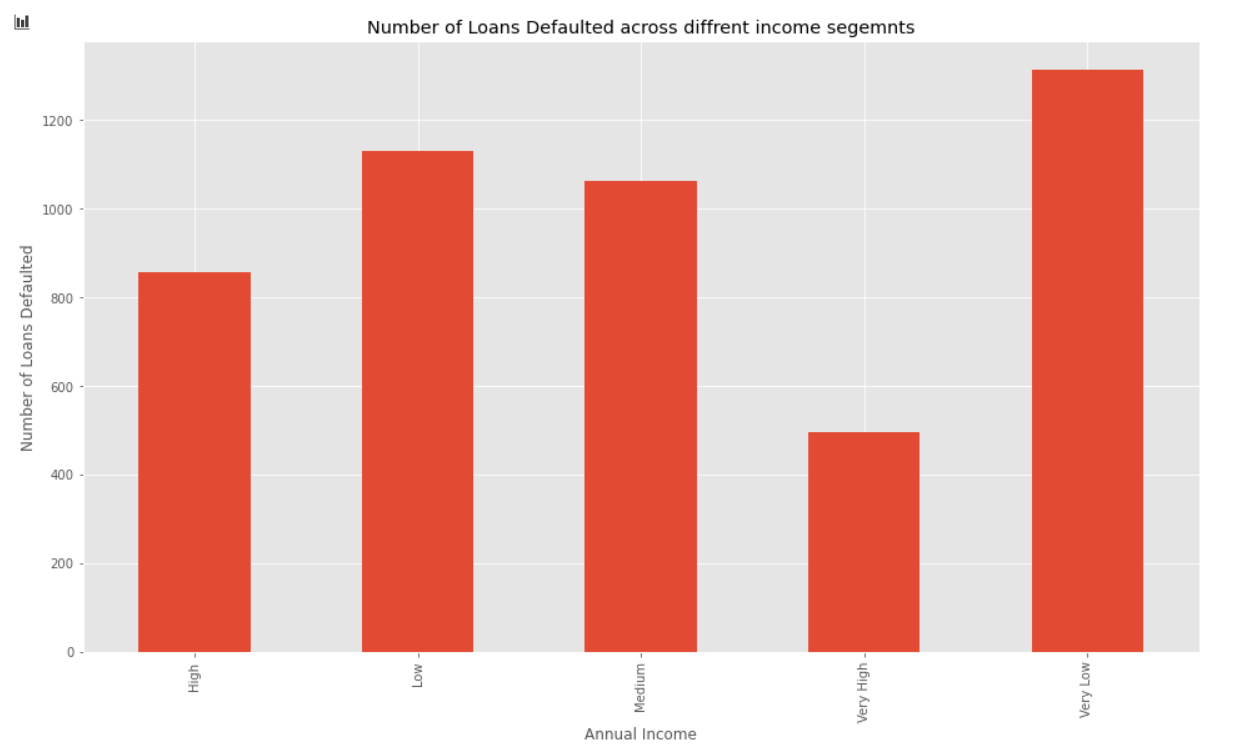 Number of Loans Defaulted across diffrent income segemnts
Number of Loans Defaulted
1200
1000
800
600
400
200
0
High
Low
Medium
Very High
Very Low
Annual Income